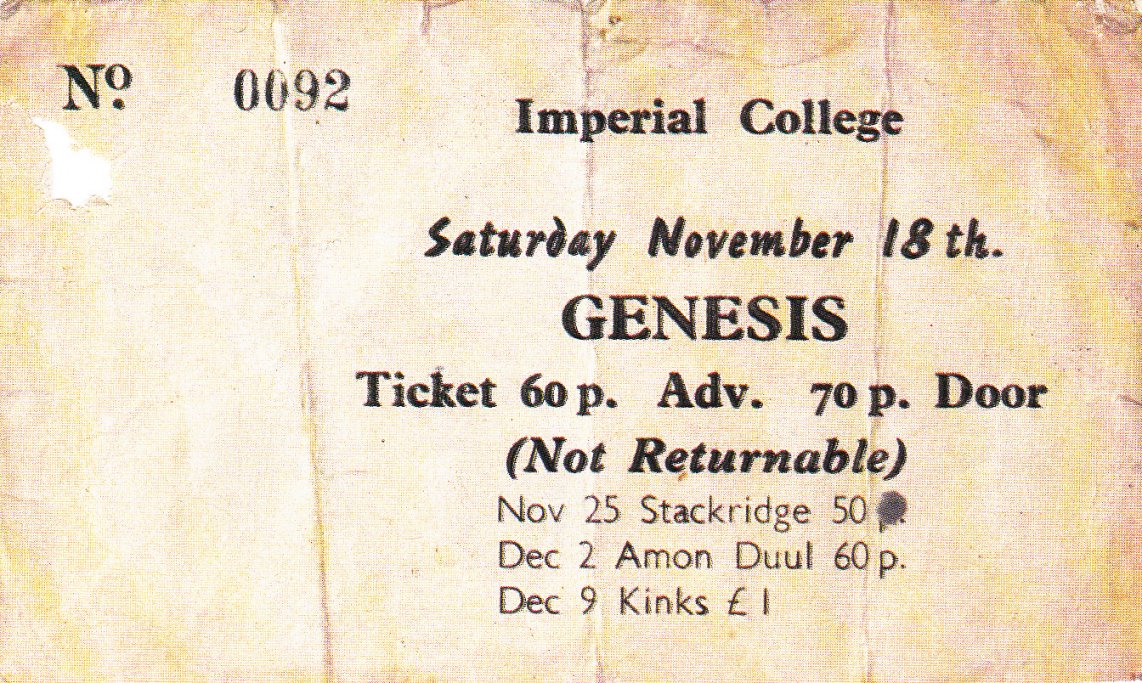 Nº 0092
Imperial College
Saturday November 18th.
GENESIS
Ticket 60p. Adv. 70p. Door
(Not Returnable)
Nov 25 Stackridge 50p.
Dec 2 Amon Duul 60p.
Dec 9 Kinks £1